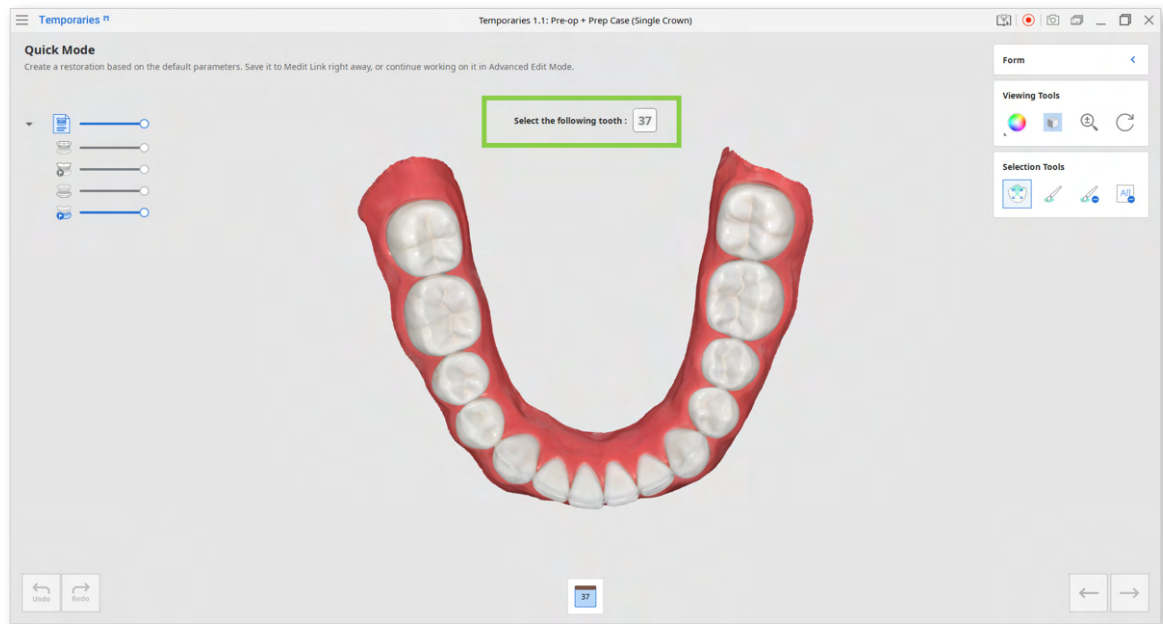 Temporaries M
Temporaries 1.1: Pre-op + Prep Case (Single Crown)
Quick Mode
Create a restoration based on the default parameters. Save it to Medit Link right away, or continue working on it in Advanced Edit Mode.
Select the following tooth : 37
Form
Viewing Tools
Selection Tools
All
Undo
Redo
37